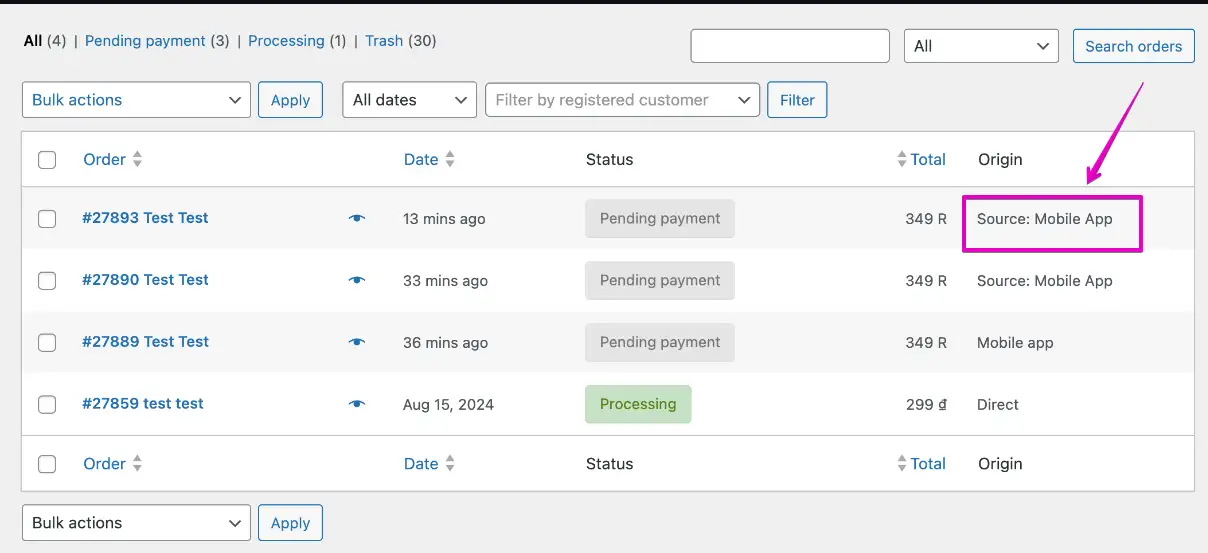 All (4) | Pending payment (3) | Processing (1) | Trash (30)
All Search orders
Bulk actions Apply All dates Filter by registered customer Filter
Order Date Status Total Origin
#27893 Test Test 13 mins ago Pending payment 349 R Source: Mobile App
#27890 Test Test 33 mins ago Pending payment 349 R Source: Mobile App
#27889 Test Test 36 mins ago Pending payment 349 R Mobile app
#27859 test test Aug 15, 2024 Processing 299 ₫ Direct
Order Date Status Total Origin
Bulk actions Apply